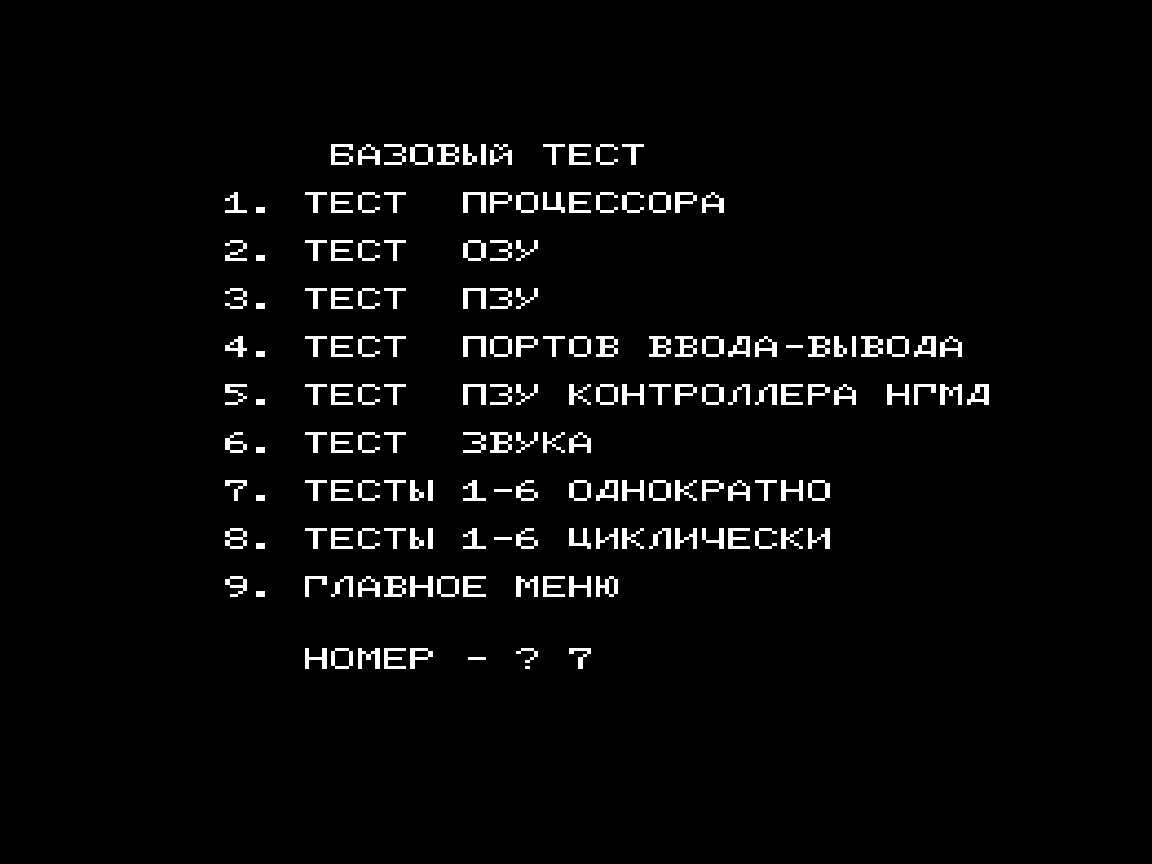 БАЗОВЫЙ ТЕСТ
1. ТЕСТ ПРОЦЕССОРА
2. ТЕСТ ОЗУ
3. ТЕСТ ПЗУ
4. ТЕСТ ПОРТОВ ВВОДА-ВЫВОДА
5. ТЕСТ ПЗУ КОНТРОЛЛЕРА НГМД
6. ТЕСТ ЗВУКА
7. ТЕСТЫ 1-6 ОДНОКРАТНО
8. ТЕСТЫ 1-6 ЦИКЛИЧЕСКИ
9. ГЛАВНОЕ МЕНЮ
НОМЕР - ? 7